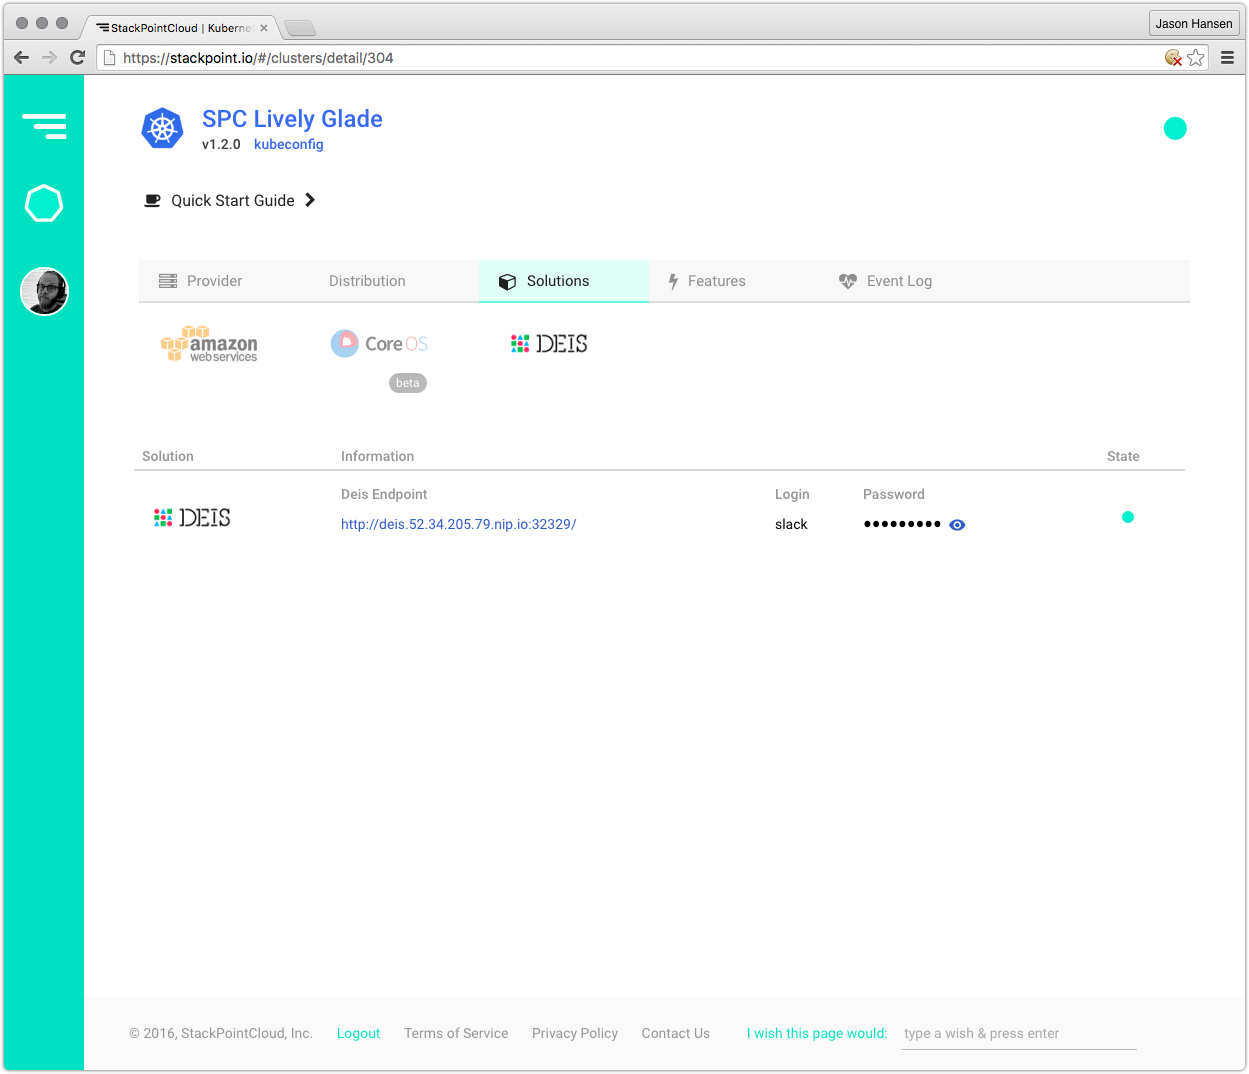 StackPointCloud | Kuberne
Jason Hansen
https://stackpoint.io/#/clusters/detail/304
SPC Lively Glade
v1.2.0 kubeconfig
Quick Start Guide
Provider Distribution Solutions Features Event Log
amazon
webservices
CoreOS
DEIS
beta
Solution Information State
Deis Endpoint Login Password
DEIS
http://deis.52.34.205.79.nip.io:32329/ slack •••••••••
© 2016, StackPointCloud, Inc. Logout Terms of Service Privacy Policy Contact Us I wish this page would: type a wish & press enter